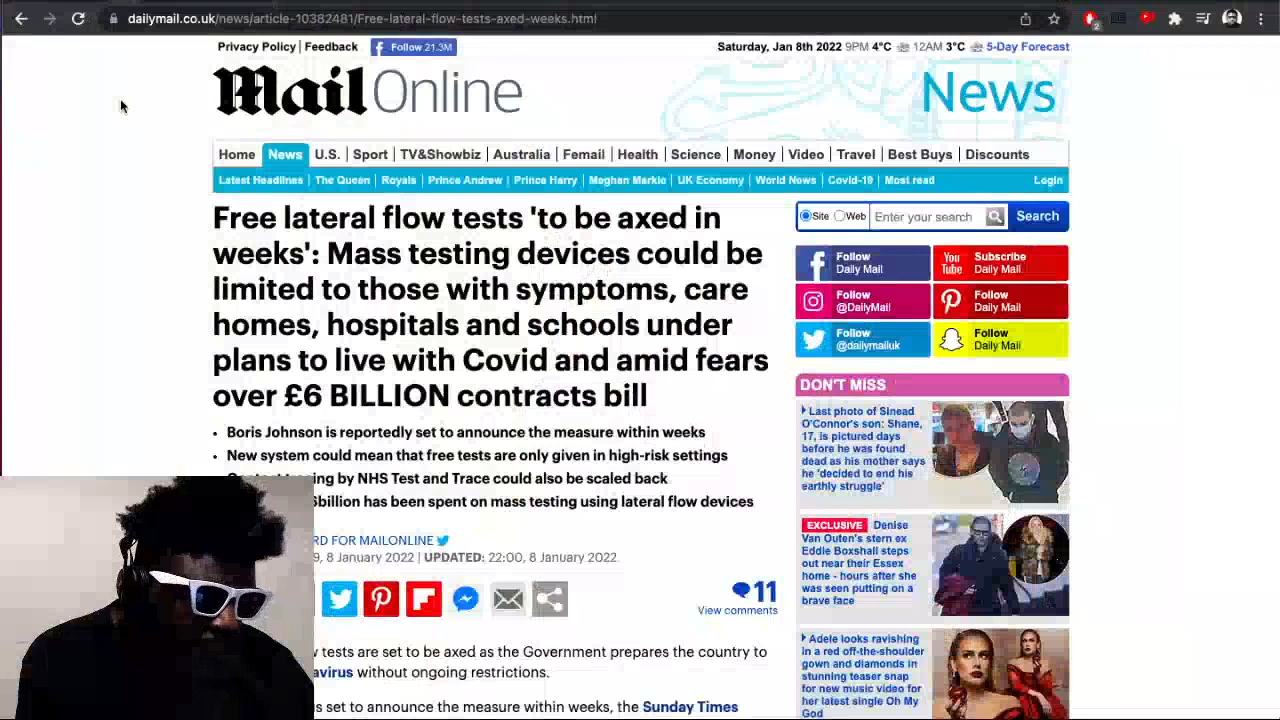 dailymail.co.uk/news/article-10382481/Free-lateral-flow-tests-axed-weeks.html
2
Privacy Policy | Feedback
Follow 21.3M
Saturday, Jan 8th 2022 9PM 4°C 12AM 3°C 5-Day Forecast
Mail Online
News
Home News U.S. Sport TV&Showbiz Australia Femail Health Science Money Video Travel Best Buys Discounts
Latest Headlines The Queen Royals Prince Andrew Prince Harry Meghan Markle UK Economy World News Covid-19 Most read Login
Free lateral flow tests 'to be axed in
weeks': Mass testing devices could be
limited to those with symptoms, care
homes, hospitals and schools under
plans to live with Covid and amid fears
over £6 BILLION contracts bill
• Boris Johnson is reportedly set to announce the measure within weeks
• New system could mean that free tests are only given in high-risk settings
by NHS Test and Trace could also be scaled back
billion has been spent on mass testing using lateral flow devices
FOR MAILONLINE
8 January 2022 | UPDATED: 22:00, 8 January 2022
11
View comments
tests are set to be axed as the Government prepares the country to
without ongoing restrictions.
set to announce the measure within weeks, the Sunday Times
Site Web Enter your search Search
Follow
Daily Mail
You
Tube
Subscribe
Daily Mail
Follow
@DailyMail
Follow
Daily Mail
Follow
@dailymailuk
Follow
Daily Mail
DON'T MISS
Last photo of Sinead
O'Connor's son: Shane,
17, is pictured days
before he was found
dead as his mother says
he 'decided to end his
earthly struggle'
EXCLUSIVE Denise
Van Outen's stern ex
Eddie Boxshall steps
out near their Essex
home - hours after she
was seen putting on a
brave face
Adele looks ravishing
in a red off-the-shoulder
gown and diamonds in
stunning teaser snap
for new music video for
her latest single Oh My
God